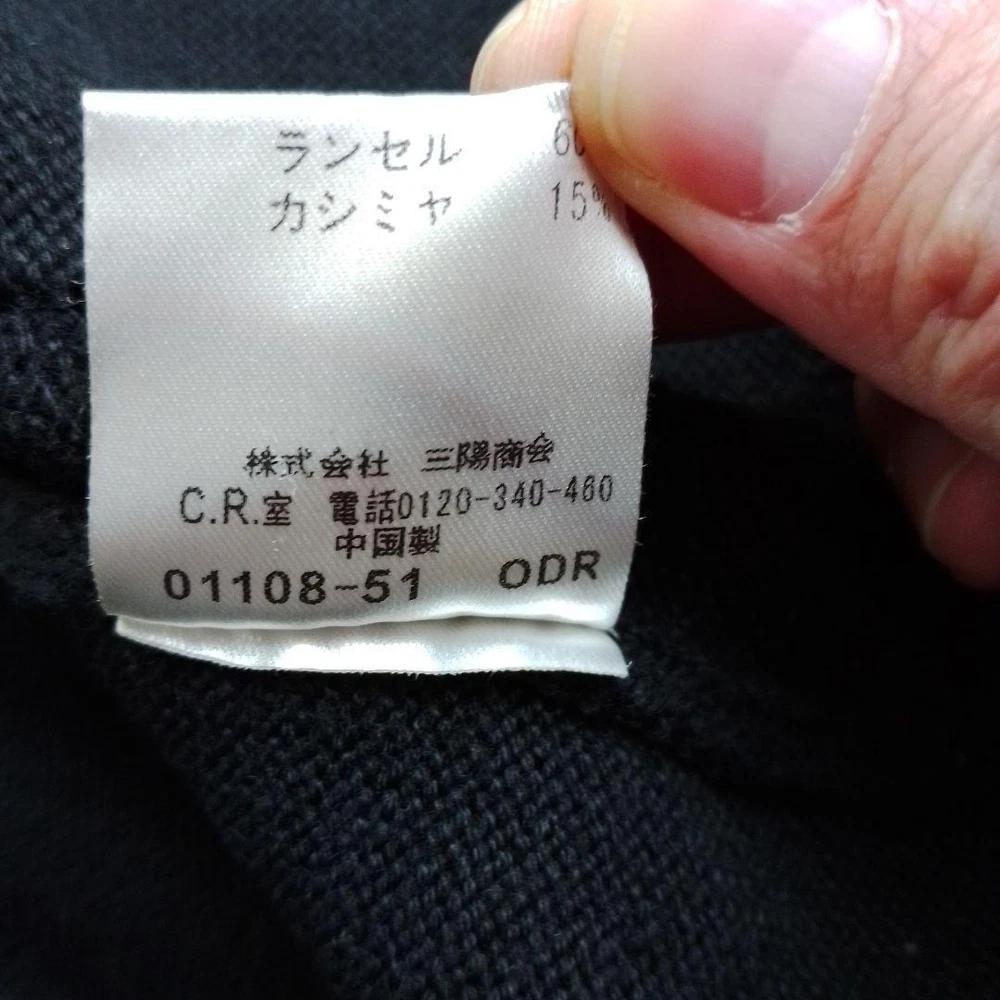 ランセル 6
カシミヤ 15%
株式会社 三陽商会
C.R.室 電話0120-340-460
中国製
01108-51 ODR